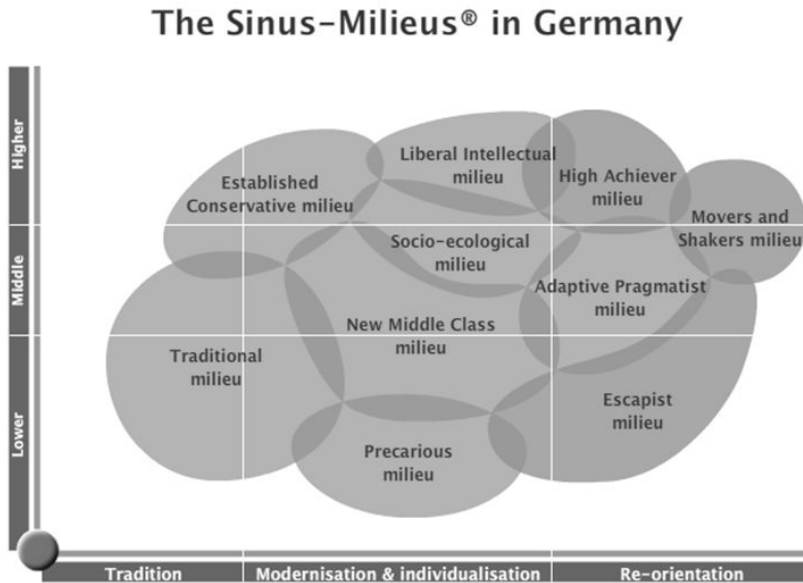 The Sinus-Milieus® in Germany
Higher
Middle
Lower
Liberal Intellectual
milieu
High Achiever
milieu
Established
Conservative milieu
Movers and
Shakers milieu
Socio-ecological
milieu
Adaptive Pragmatist
milieu
New Middle Class
milieu
Traditional
milieu
Escapist
milieu
Precarious
milieu
Tradition
Modernisation & individualisation
Re-orientation